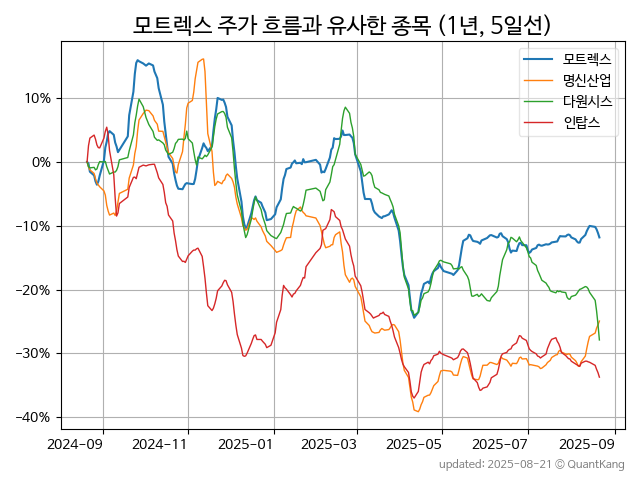 모트렉스 주가 흐름과 유사한 종목 (1년, 5일선)
모트렉스
명신산업
다원시스
인탑스
10%
0%
−10%
−20%
−30%
−40%
2024-09 2024-11 2025-01 2025-03 2025-05 2025-07 2025-09
updated: 2025-08-21 © QuantKang